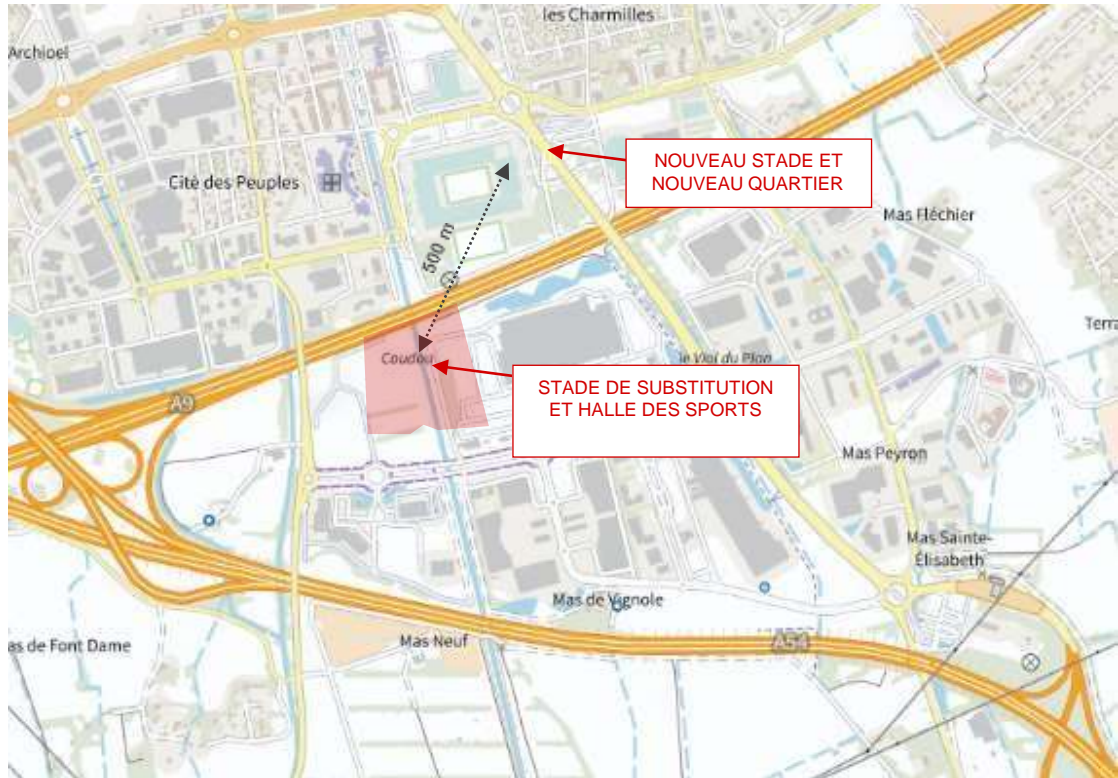 les Charmilles
Archipel
NOUVEAU STADE ET
NOUVEAU QUARTIER
Cité des Peuples
Mas Fléchier
500 m
Terra
Coudou
le Viol du Plan
STADE DE SUBSTITUTION
ET HALLE DES SPORTS
A9
Mas Peyron
Mas Sainte-
Élisabeth
Mas de Vignole
Mas Neuf
A54
as de Font Dame